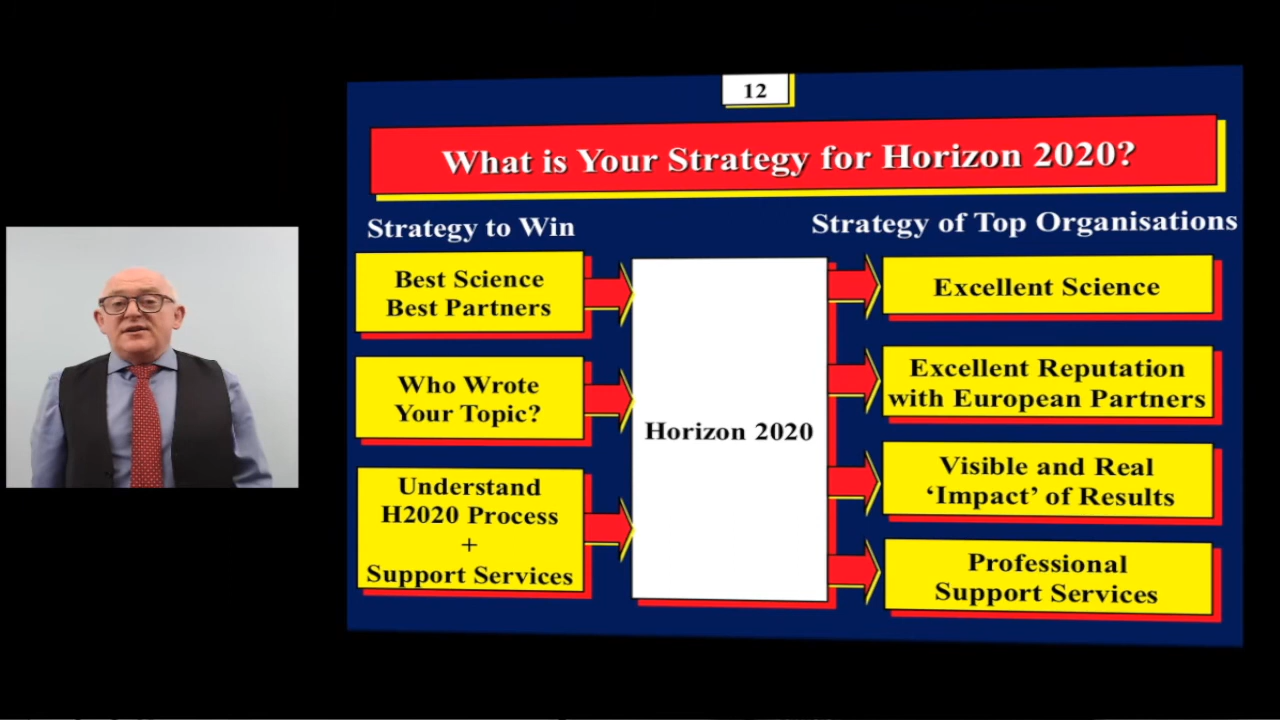 12
What is Your Strategy for Horizon 2020?
Strategy to Win
Strategy of Top Organisations
Best Science
Best Partners
Who Wrote
Your Topic?
Understand
H2020 Process
+
Support Services
Horizon 2020
Excellent Science
Excellent Reputation
with European Partners
Visible and Real
‘Impact’ of Results
Professional
Support Services